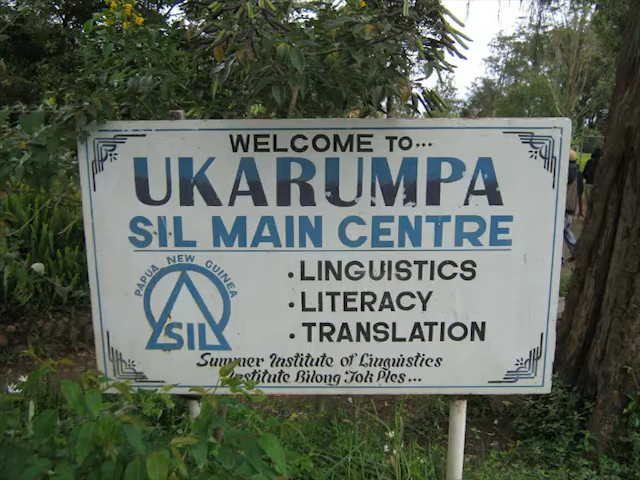 WELCOME TO...
UKARUMPA
SIL MAIN CENTRE
PAPUA NEW GUINEA
SIL
• LINGUISTICS
• LITERACY
• TRANSLATION
Summer Institute of Linguistics
Institute Bilong Tok Ples...